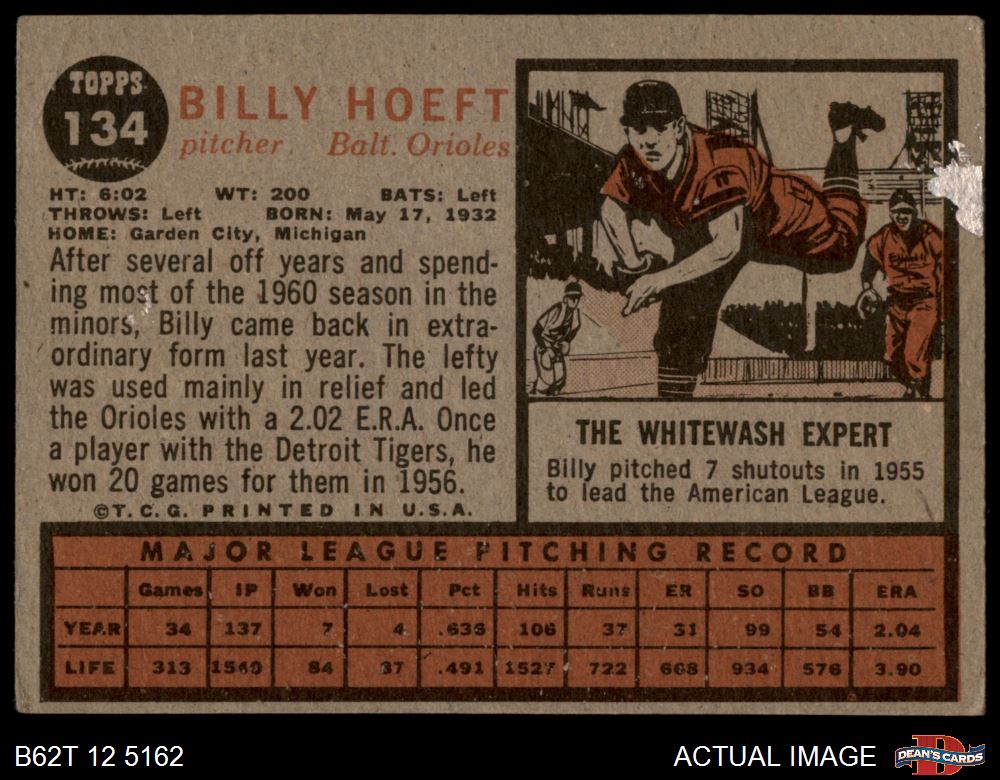 TOPPS
134
BILLY HOEFT
pitcher Balt. Orioles
HT: 6:02 WT: 200 BATS: Left
THROWS: Left BORN: May 17, 1932
HOME: Garden City, Michigan
After several off years and spend-
ing most of the 1960 season in the
minors, Billy came back in extra-
ordinary form last year. The lefty
was used mainly in relief and led
the Orioles with a 2.02 E.R.A. Once
a player with the Detroit Tigers, he
won 20 games for them in 1956.
©T.C.G. PRINTED IN U.S.A.
THE WHITEWASH EXPERT
Billy pitched 7 shutouts in 1955
to lead the American League.
MAJOR LEAGUE PITCHING RECORD
Games IP Won Lost Pct Hits Runs ER SO BB ERA
YEAR 34 137 7 4 .636 106 37 31 99 54 2.04
LIFE 313 1540 84 87 .491 1527 722 668 934 576 3.90
B62T 12 5162
ACTUAL IMAGE
D
DEAN'S CARDS